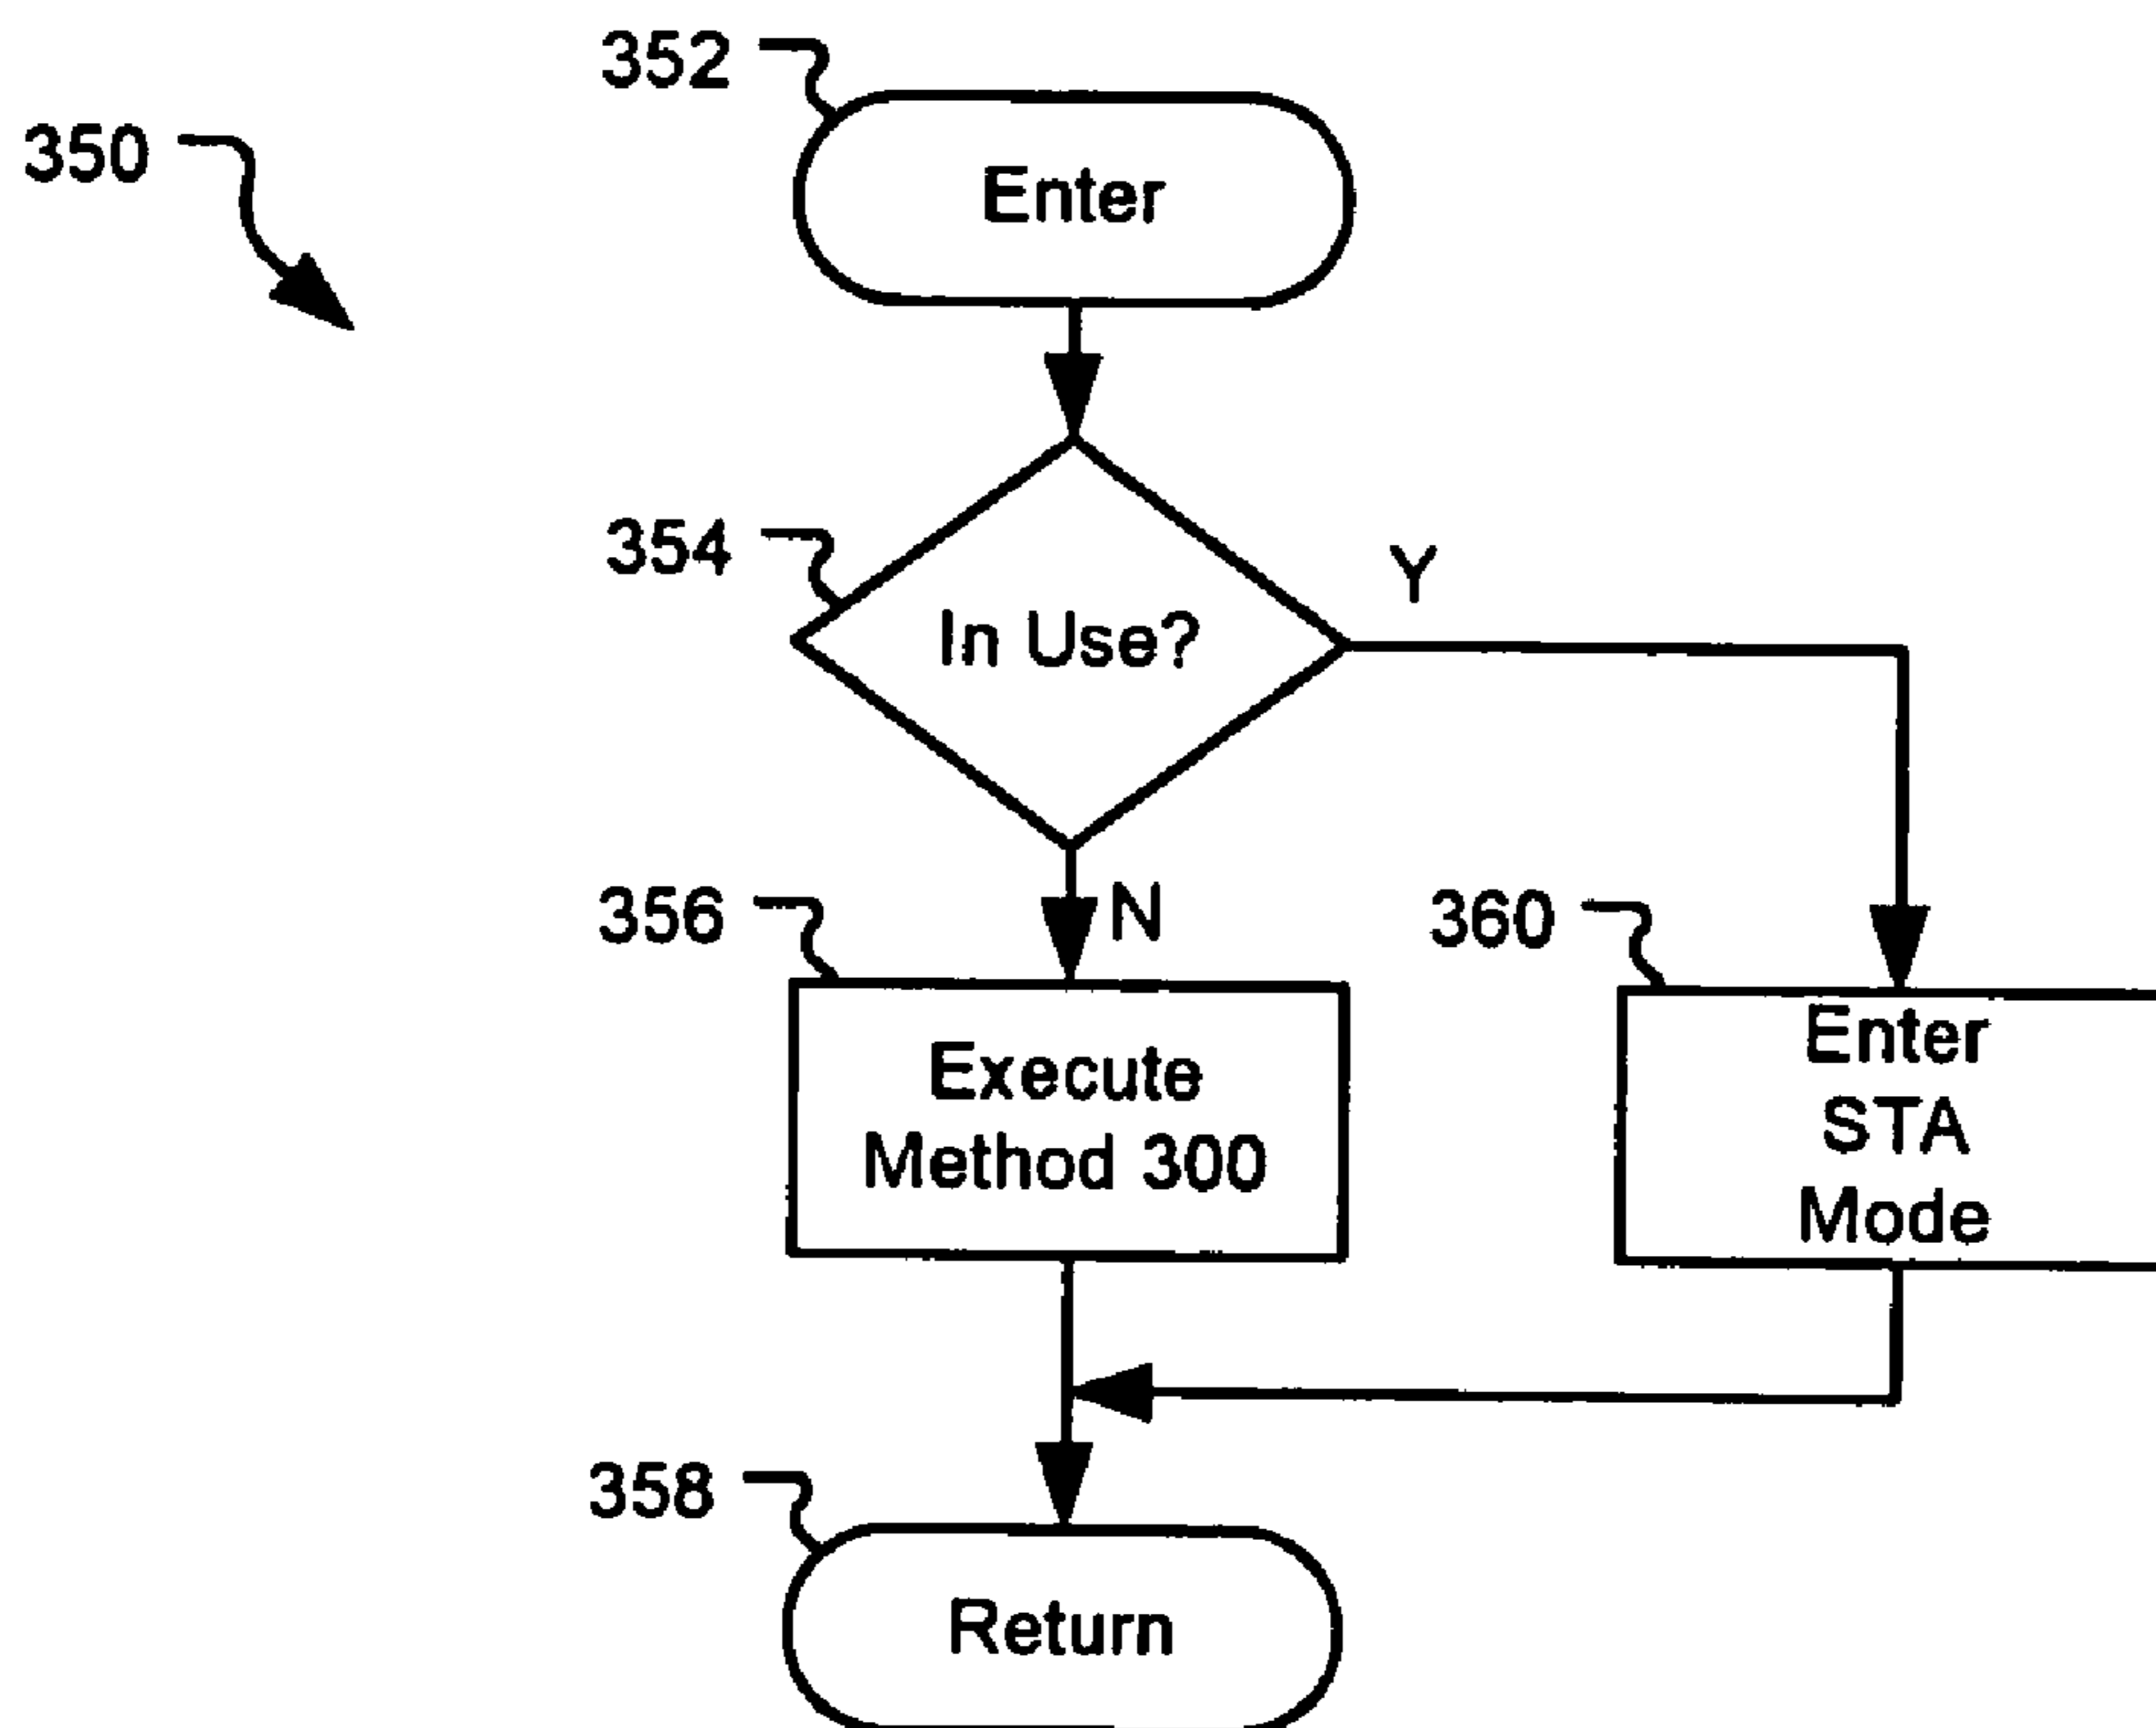 352
350
Enter
354
Y
In Use?
356
N
360
Execute
Method 300
Enter
STA
Mode
358
Return